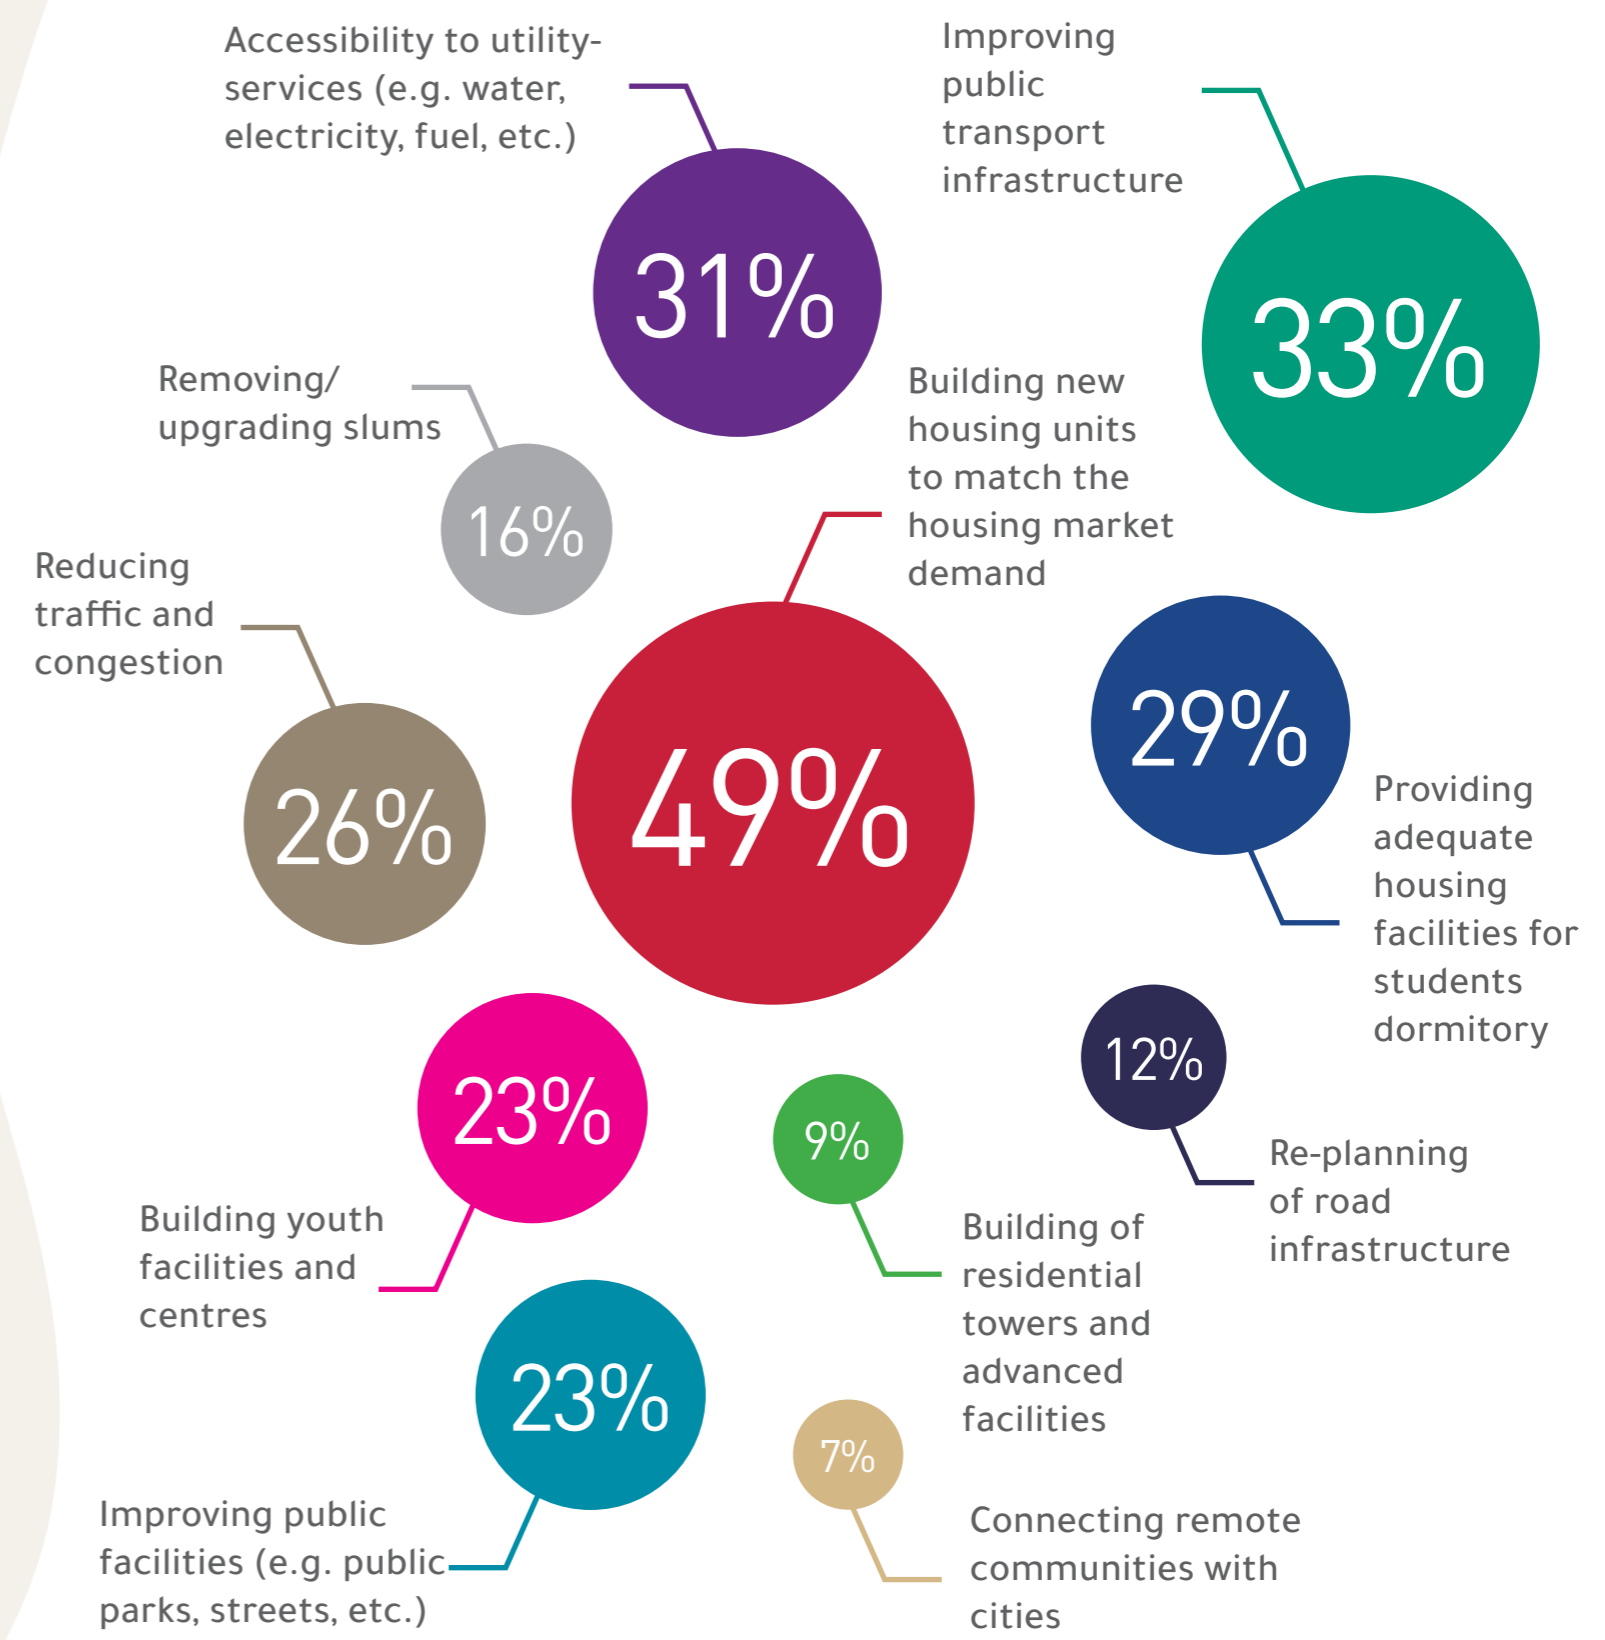 Accessibility to utility-
services (e.g. water,
electricity, fuel, etc.)
31%
Improving
public
transport
infrastructure
33%
Removing/
upgrading slums
16%
Building new
housing units
to match the
housing market
demand
49%
Reducing
traffic and
congestion
26%
29%
Providing
adequate
housing
facilities for
students
dormitory
23%
Building youth
facilities and
centres
9%
Building of
residential
towers and
advanced
facilities
12%
Re-planning
of road
infrastructure
23%
Improving public
facilities (e.g. public
parks, streets, etc.)
7%
Connecting remote
communities with
cities